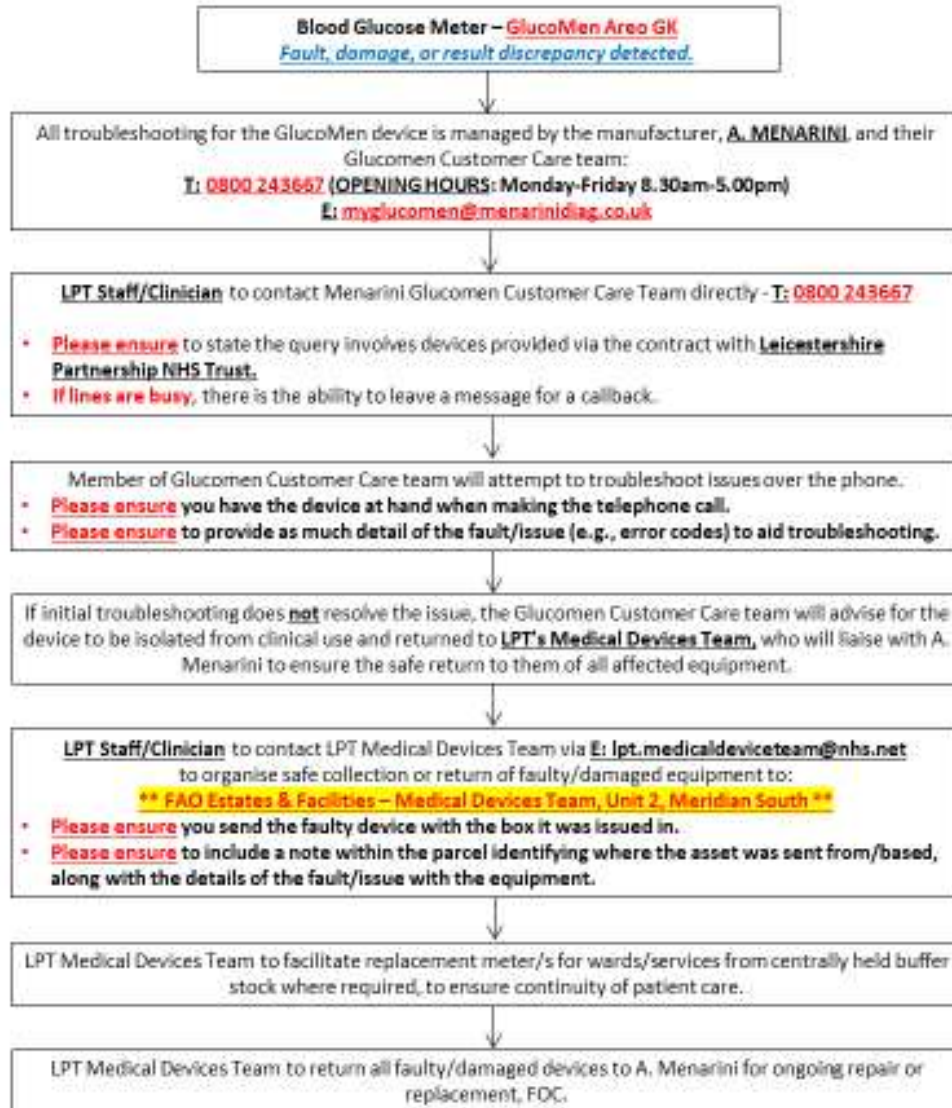 Blood Glucose Meter – GlucoMen Areo GK
Fault, damage, or result discrepancy detected.
All troubleshooting for the GlucoMen device is managed by the manufacturer, A. MENARINI, and their
Glucomen Customer Care team:
T: 0800 243667 (OPENING HOURS: Monday-Friday 8.30am-5.00pm)
E: myglucomen@menarinidiag.co.uk
LPT Staff/Clinician to contact Menarini Glucomen Customer Care Team directly - T: 0800 243667
• Please ensure to state the query involves devices provided via the contract with Leicestershire
Partnership NHS Trust.
• If lines are busy, there is the ability to leave a message for a callback.
Member of Glucomen Customer Care team will attempt to troubleshoot issues over the phone.
• Please ensure you have the device at hand when making the telephone call.
• Please ensure to provide as much detail of the fault/issue (e.g., error codes) to aid troubleshooting.
If initial troubleshooting does not resolve the issue, the Glucomen Customer Care team will advise for the
device to be isolated from clinical use and returned to LPT's Medical Devices Team, who will liaise with A.
Menarini to ensure the safe return to them of all affected equipment.
LPT Staff/Clinician to contact LPT Medical Devices Team via E: lpt.medicaldeviceteam@nhs.net
to organise safe collection or return of faulty/damaged equipment to:
** FAO Estates & Facilities – Medical Devices Team, Unit 2, Meridian South **
• Please ensure you send the faulty device with the box it was issued in.
• Please ensure to include a note within the parcel identifying where the asset was sent from/based,
along with the details of the fault/issue with the equipment.
LPT Medical Devices Team to facilitate replacement meter/s for wards/services from centrally held buffer
stock where required, to ensure continuity of patient care.
LPT Medical Devices Team to return all faulty/damaged devices to A. Menarini for ongoing repair or
replacement, FOC.